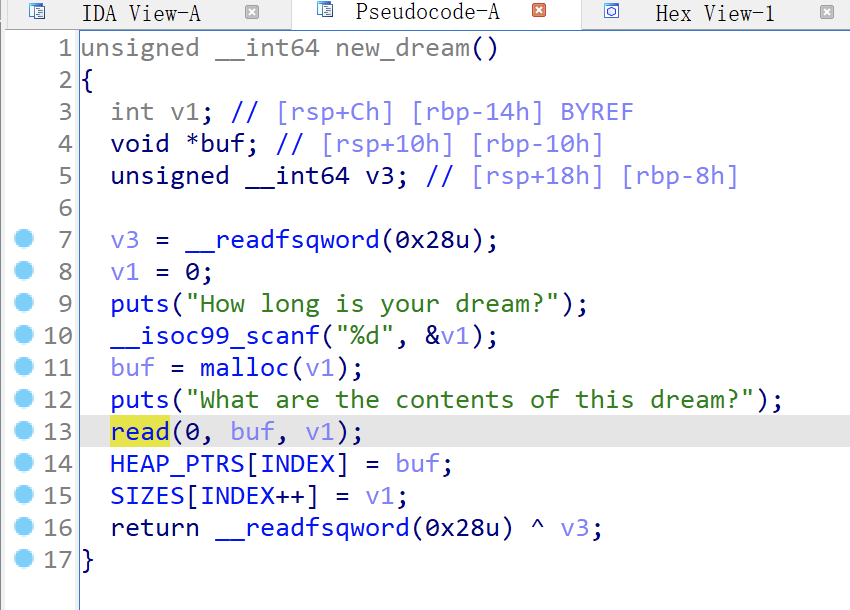 IDA View-A Pseudocode-A Hex View-1
1 unsigned __int64 new_dream()
2 {
3   int v1; // [rsp+Ch] [rbp-14h] BYREF
4   void *buf; // [rsp+10h] [rbp-10h]
5   unsigned __int64 v3; // [rsp+18h] [rbp-8h]
6
7   v3 = __readfsqword(0x28u);
8   v1 = 0;
9   puts("How long is your dream?");
10   __isoc99_scanf("%d", &v1);
11   buf = malloc(v1);
12   puts("What are the contents of this dream?");
13   read(0, buf, v1);
14   HEAP_PTRS[INDEX] = buf;
15   SIZES[INDEX++] = v1;
16   return __readfsqword(0x28u) ^ v3;
17 }